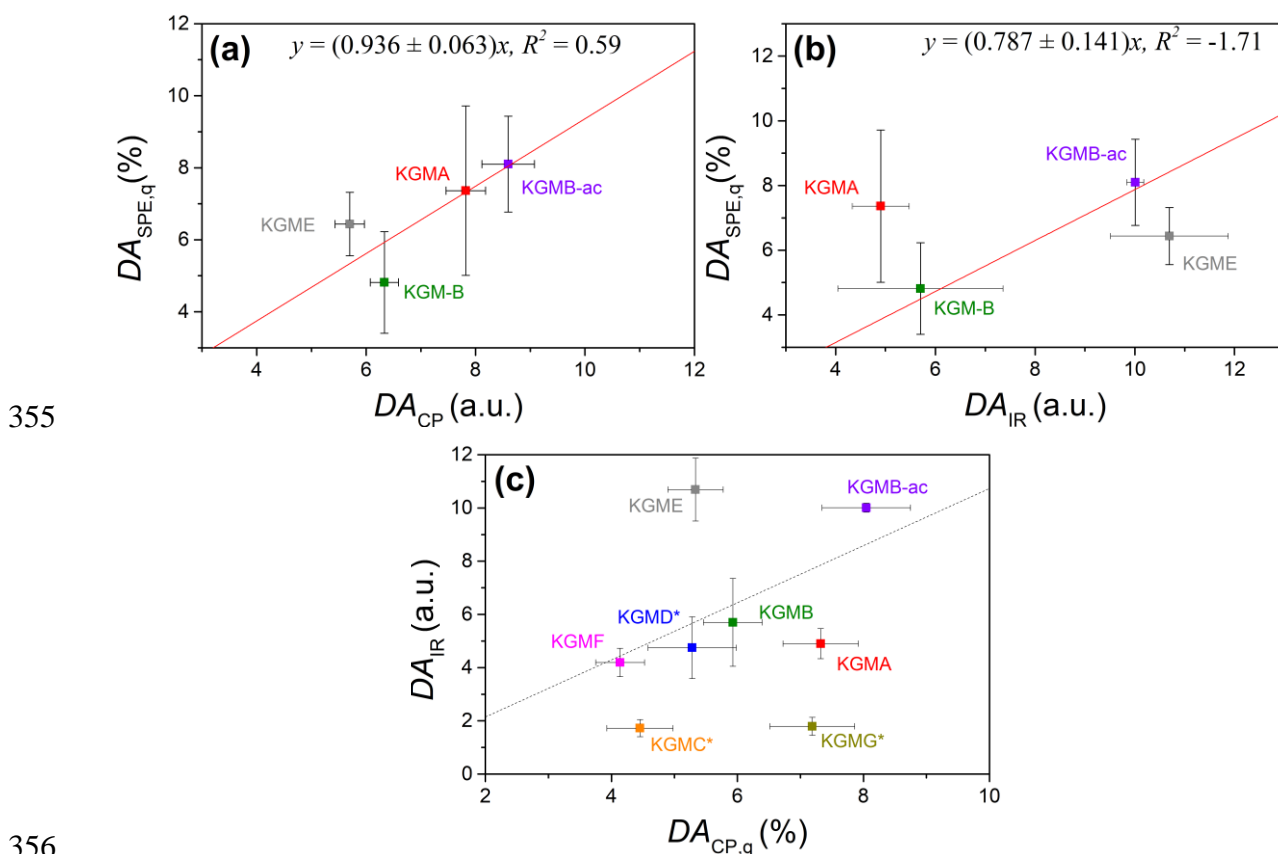 (a)
y = (0.936 ± 0.063)x, R² = 0.59
12
10
8
6
4
DA_SPE,q (%)
KGME
KGMA
KGMB-ac
KGM-B
4 6 8 10 12
DA_CP (a.u.)
(b)
y = (0.787 ± 0.141)x, R² = -1.71
12
10
8
6
4
DA_SPE,q (%)
KGMA
KGMB-ac
KGM-B
KGME
4 6 8 10 12
DA_IR (a.u.)
355
(c)
12
10
8
6
4
2
0
DA_IR (a.u.)
KGME
KGMB-ac
KGMD*
KGMB
KGMF
KGMA
KGMC*
KGMG*
2 4 6 8 10
DA_CP,q (%)
356